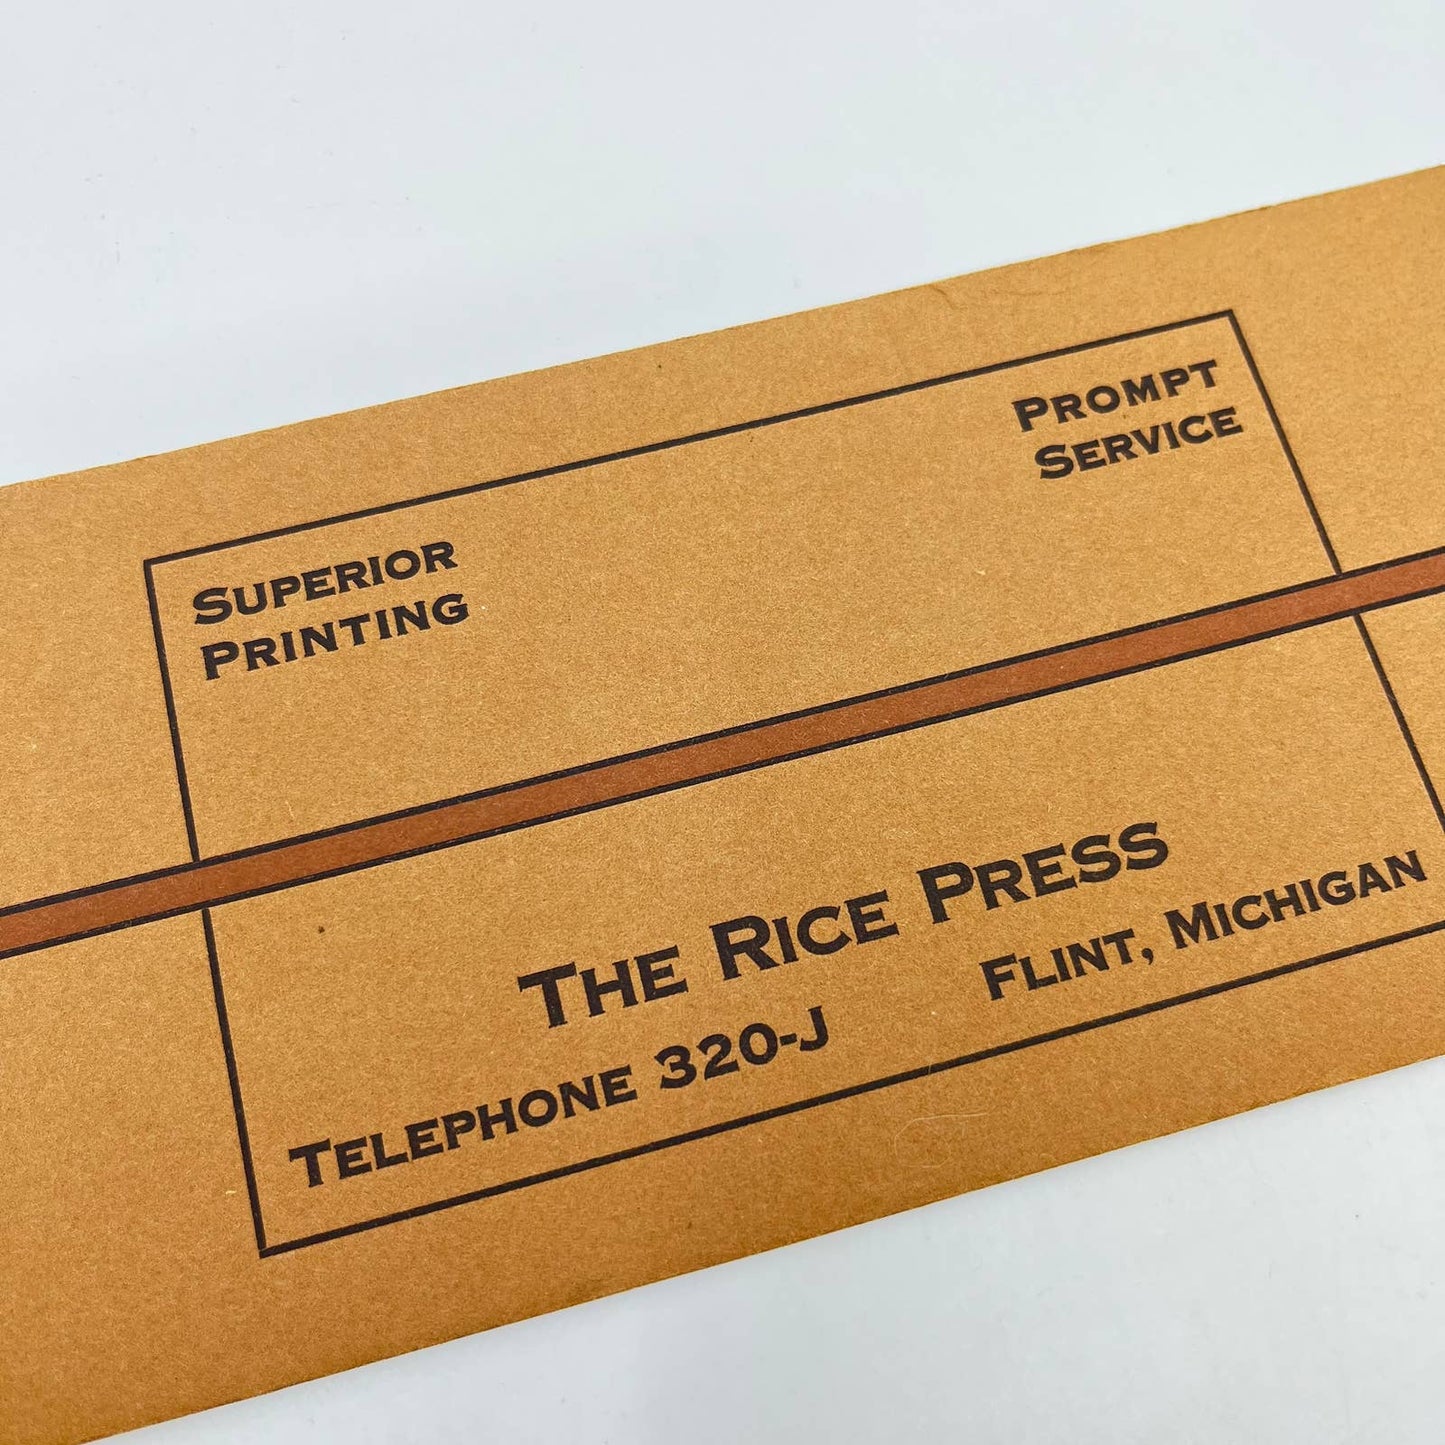 Superior
Printing
Prompt
Service
The Rice Press
Telephone 320-J
Flint, Michigan